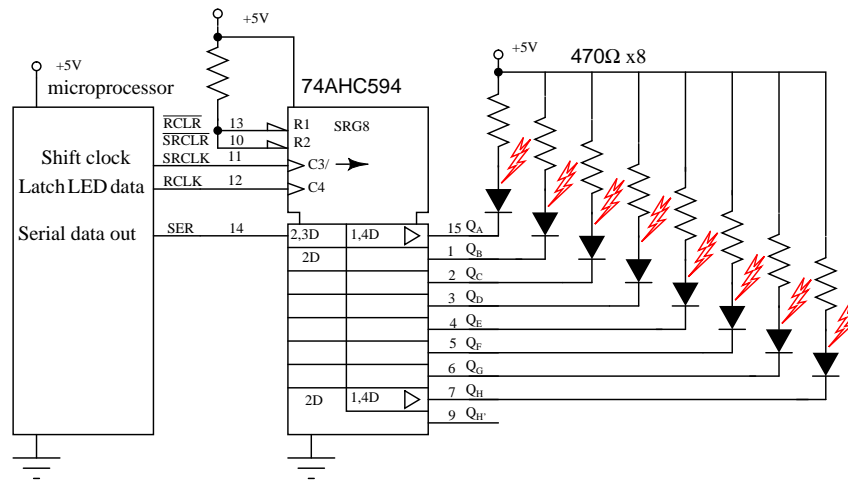 +5V
+5V
470Ω x8
+5V
microprocessor
74AHC594
RCLR 13 R1 SRG8
SRCLR 10 R2
Shift clock SRCLK 11 C3/
Latch LED data RCLK 12 C4
Serial data out SER 14 2,3D 1,4D 15 QA
2D 1 QB
2 QC
3 QD
4 QE
5 QF
6 QG
2D 1,4D 7 QH
9 QH'